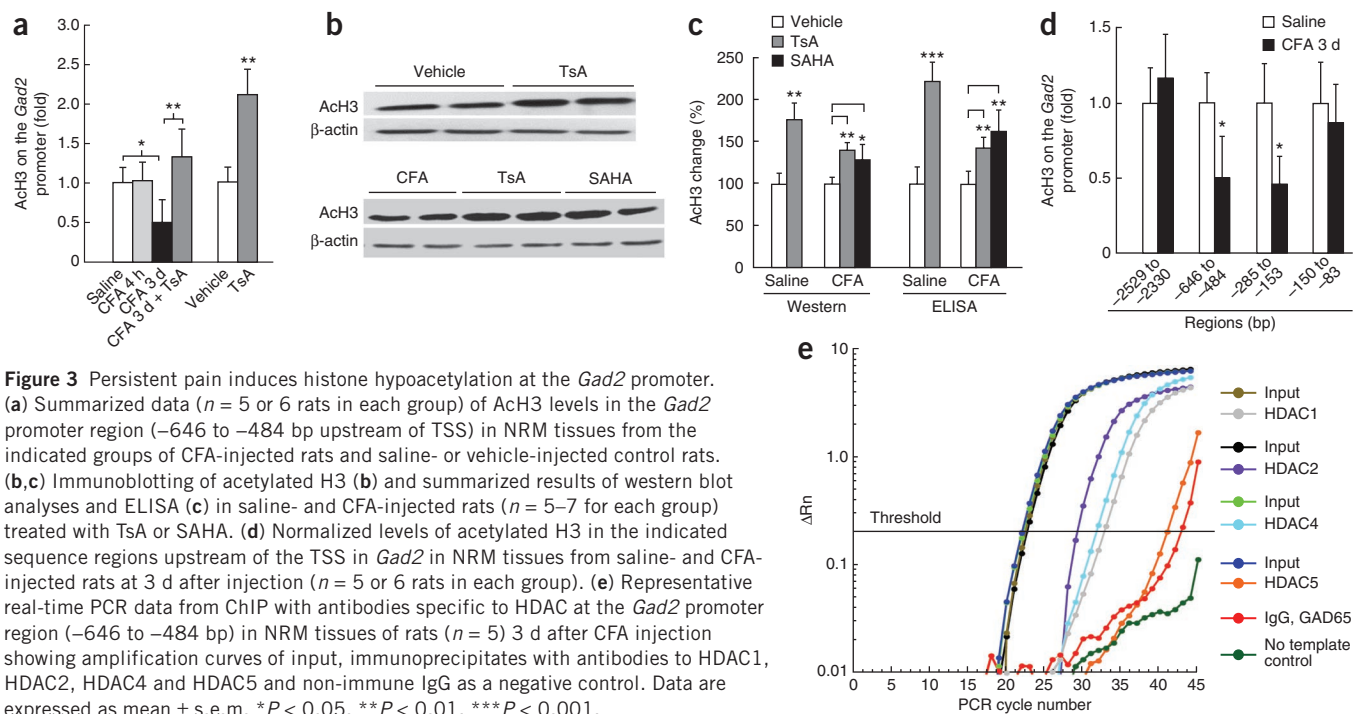 a
3.0
2.5
2.0
1.5
1.0
0.5
0
AcH3 on the Gad2
promoter (fold)
*
**
**
Saline
CFA 4 h
CFA 3 d
CFA 3 d + TsA
Vehicle
TsA
b
Vehicle TsA
AcH3
β-actin
CFA TsA SAHA
AcH3
β-actin
c
Vehicle
TsA
SAHA
250
200
150
100
50
0
AcH3 change (%)
**
** *
***
** **
Saline CFA Saline CFA
Western ELISA
d
Saline
CFA 3 d
1.5
1.0
0.5
0
AcH3 on the Gad2
promoter (fold)
*
*
–2529 to
–2330
–646 to
–484
–285 to
–153
–150 to
–83
Regions (bp)
e
10
1.0
0.1
0.01
ΔRn
Threshold
0 5 10 15 20 25 30 35 40 45
PCR cycle number
Input
HDAC1
Input
HDAC2
Input
HDAC4
Input
HDAC5
IgG, GAD65
No template
control
Figure 3 Persistent pain induces histone hypoacetylation at the Gad2 promoter.
(a) Summarized data (n = 5 or 6 rats in each group) of AcH3 levels in the Gad2
promoter region (–646 to –484 bp upstream of TSS) in NRM tissues from the
indicated groups of CFA-injected rats and saline- or vehicle-injected control rats.
(b,c) Immunoblotting of acetylated H3 (b) and summarized results of western blot
analyses and ELISA (c) in saline- and CFA-injected rats (n = 5–7 for each group)
treated with TsA or SAHA. (d) Normalized levels of acetylated H3 in the indicated
sequence regions upstream of the TSS in Gad2 in NRM tissues from saline- and CFA-
injected rats at 3 d after injection (n = 5 or 6 rats in each group). (e) Representative
real-time PCR data from ChIP with antibodies specific to HDAC at the Gad2 promoter
region (–646 to –484 bp) in NRM tissues of rats (n = 5) 3 d after CFA injection
showing amplification curves of input, immunoprecipitates with antibodies to HDAC1,
HDAC2, HDAC4 and HDAC5 and non-immune IgG as a negative control. Data are
expressed as mean ± s.e.m. *P < 0.05, **P < 0.01, ***P < 0.001.